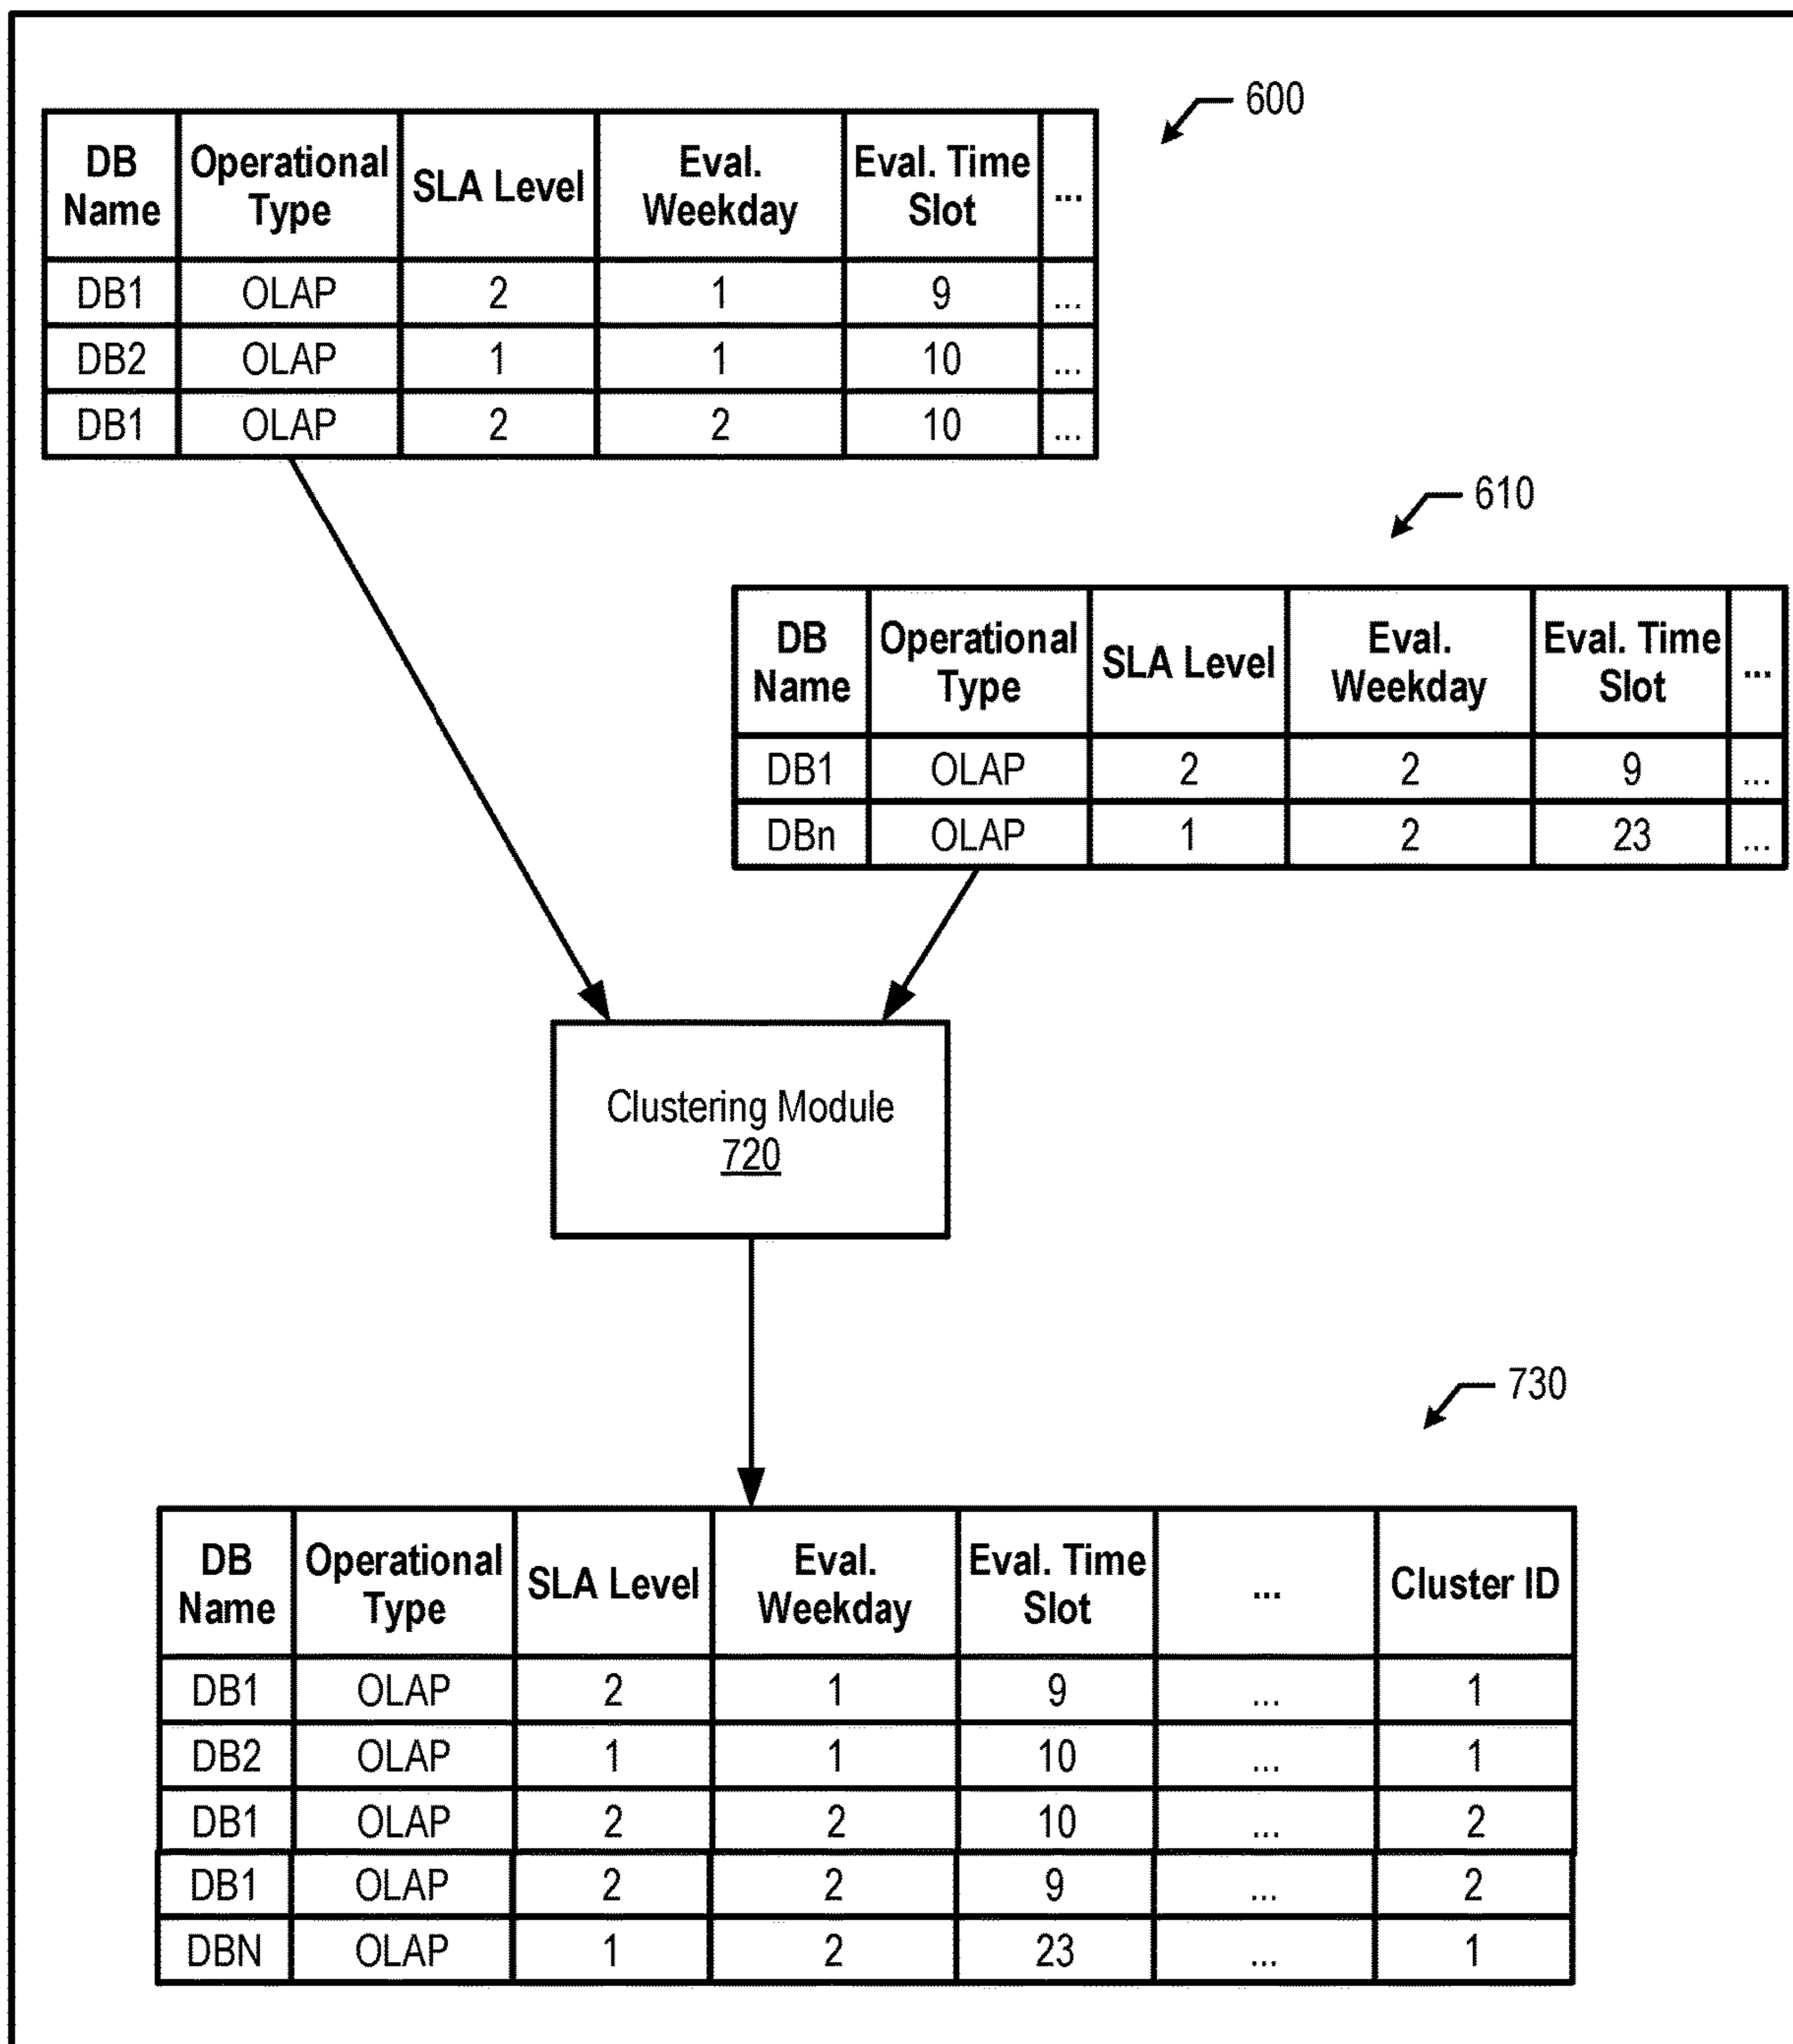 600
DB Name Operational Type SLA Level Eval. Weekday Eval. Time Slot ...
DB1 OLAP 2 1 9 ...
DB2 OLAP 1 1 10 ...
DB1 OLAP 2 2 10 ...
610
DB Name Operational Type SLA Level Eval. Weekday Eval. Time Slot ...
DB1 OLAP 2 2 9 ...
DBn OLAP 1 2 23 ...
Clustering Module
720
730
DB Name Operational Type SLA Level Eval. Weekday Eval. Time Slot ... Cluster ID
DB1 OLAP 2 1 9 ... 1
DB2 OLAP 1 1 10 ... 1
DB1 OLAP 2 2 10 ... 2
DB1 OLAP 2 2 9 ... 2
DBN OLAP 1 2 23 ... 1